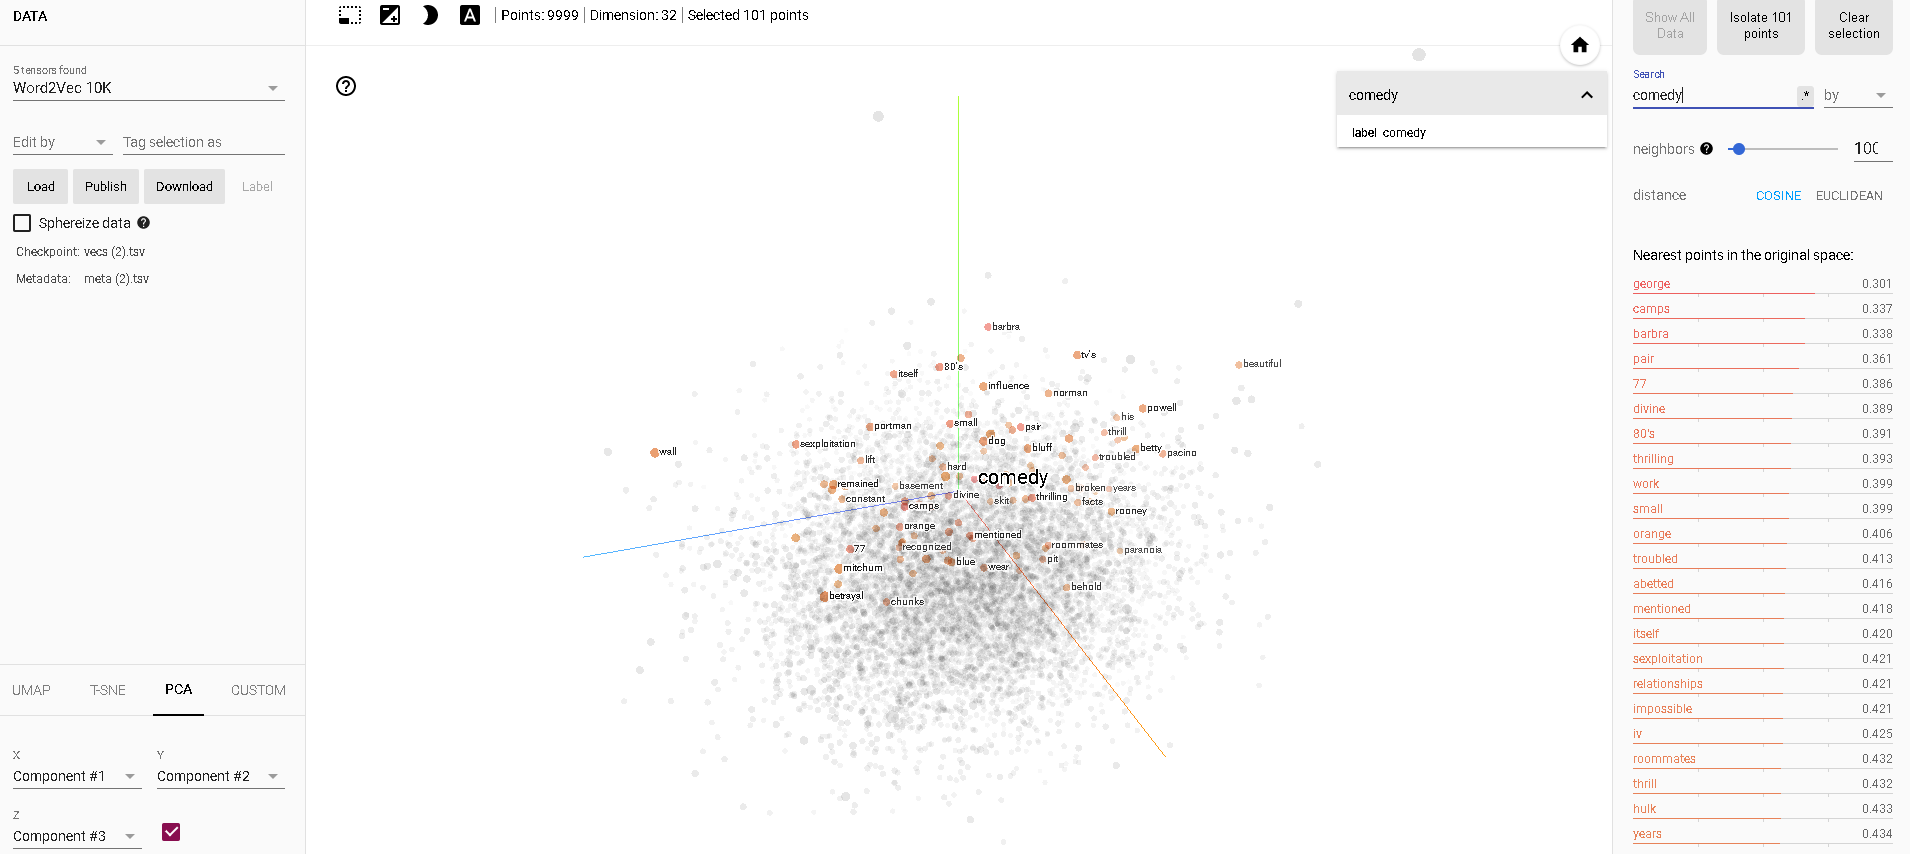 DATA
5 tensors found
Word2Vec 10K
Edit by
Tag selection as
Load
Publish
Download
Label
Sphereize data
Checkpoint: vecs (2).tsv
Metadata: meta (2).tsv
UMAP
T-SNE
PCA
CUSTOM
X
Component #1
Y
Component #2
Z
Component #3
A
Points: 9999 | Dimension: 32 | Selected 101 points
comedy
label comedy
barbra
tv's
80's
itself
beautiful
influence
norman
powell
his
small
portman
pair
thrill
sexploitation
dog
bluff
betty
wall
pacino
lift
troubled
hard
comedy
remained
basement
broken
years
divine
constant
skit
thrilling
facts
camps
rooney
orange
mentioned
77
recognized
roommates
paranoia
pit
blue
mitchum
wear
behold
betrayal
chunks
Show All Data
Isolate 101 points
Clear selection
Search
comedy
.*
by
neighbors
100
distance
COSINE
EUCLIDEAN
Nearest points in the original space:
george 0.301
camps 0.337
barbra 0.338
pair 0.361
77 0.386
divine 0.389
80's 0.391
thrilling 0.393
work 0.399
small 0.399
orange 0.406
troubled 0.413
abetted 0.416
mentioned 0.418
itself 0.420
sexploitation 0.421
relationships 0.421
impossible 0.421
iv 0.425
roommates 0.432
thrill 0.432
hulk 0.433
years 0.434